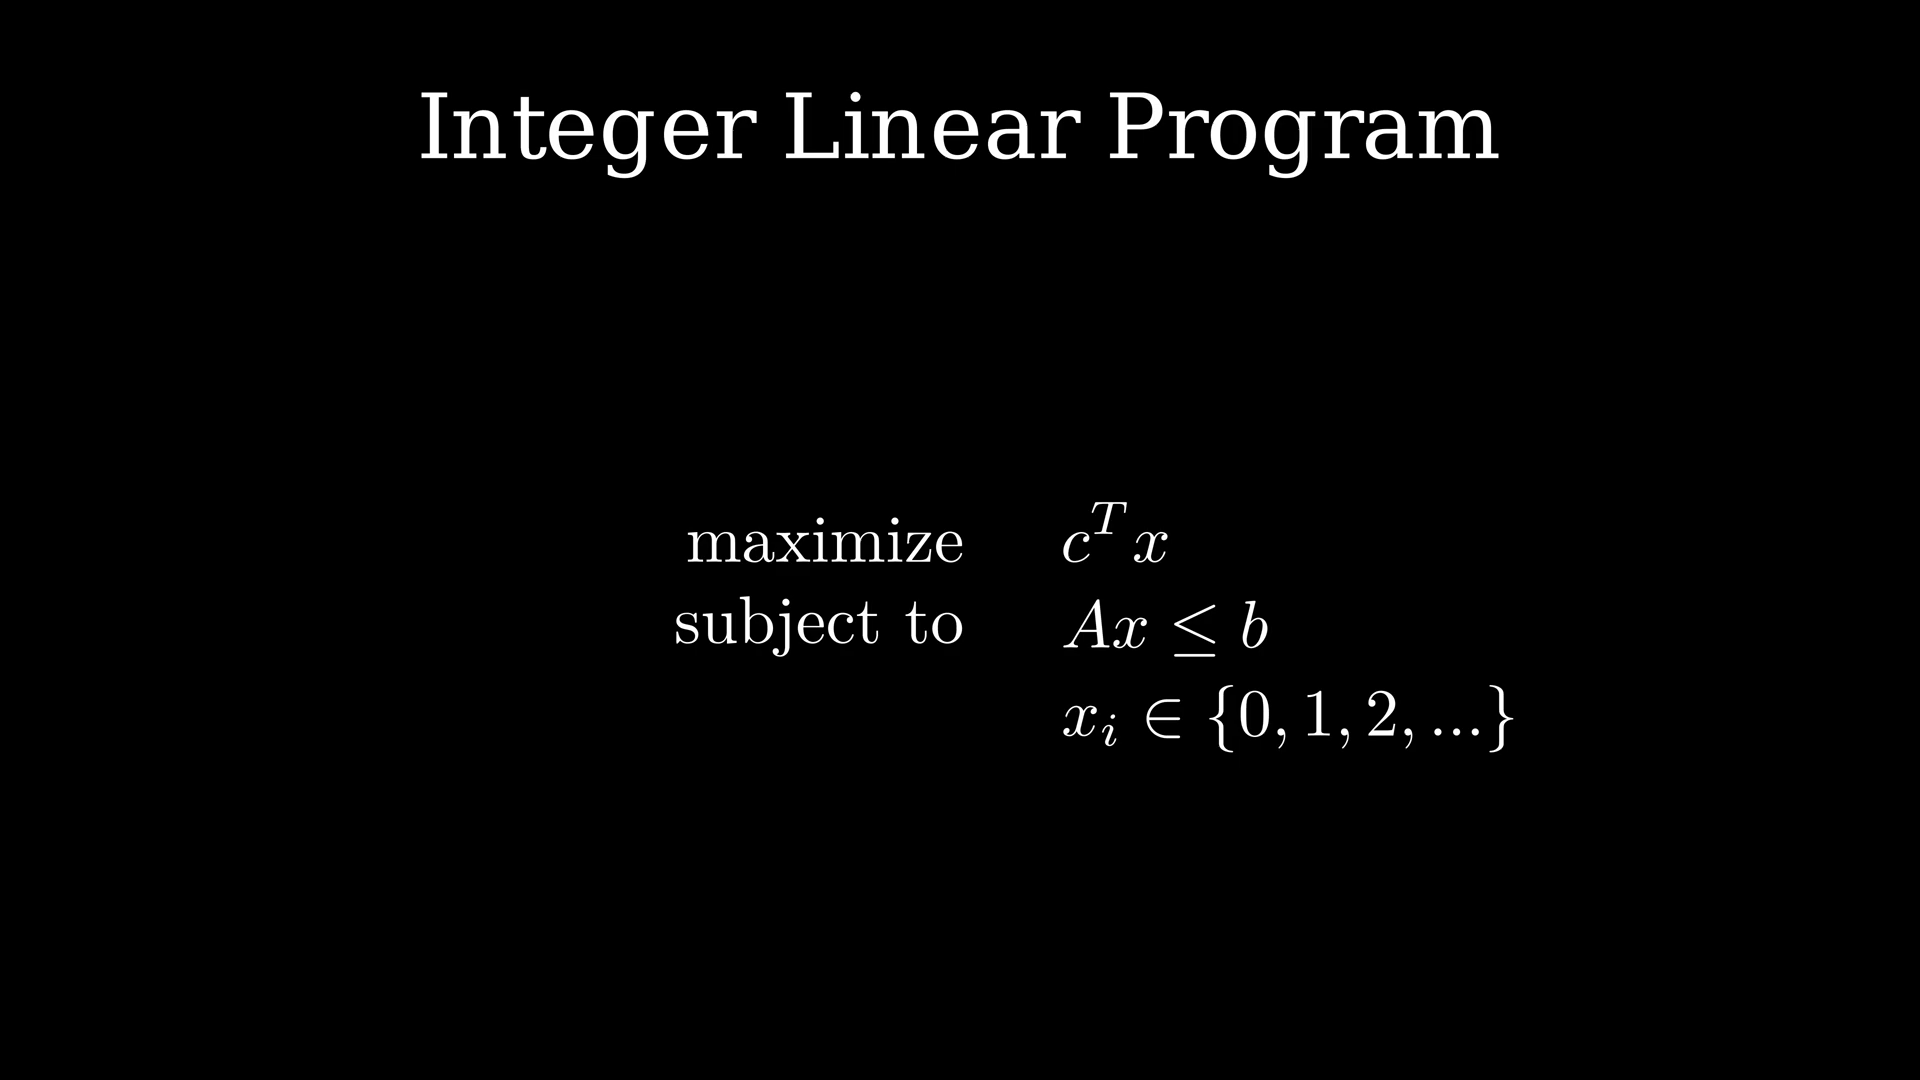 Integer Linear Program
maximize c^T x
subject to Ax ≤ b
x_i ∈ {0, 1, 2, ...}